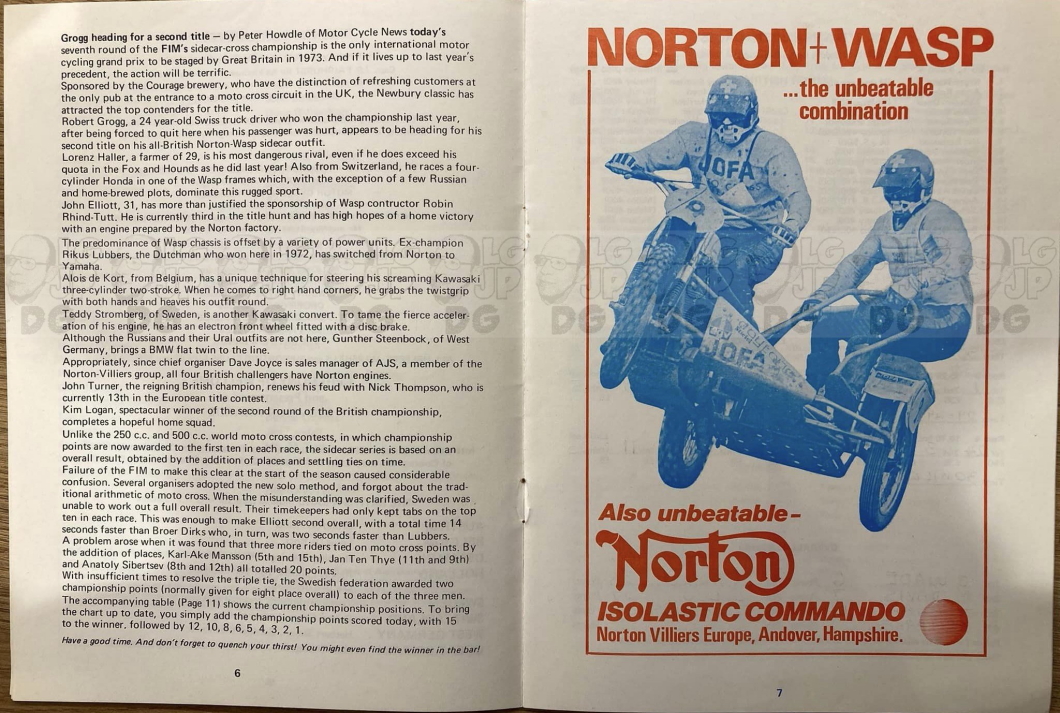 Grogg heading for a second title — by Peter Howdle of Motor Cycle News today's
seventh round of the FIM's sidecar-cross championship is the only international motor
cycling grand prix to be staged by Great Britain in 1973. And if it lives up to last year's
precedent, the action will be terrific.
Sponsored by the Courage brewery, who have the distinction of refreshing customers at
the only pub at the entrance to a moto cross circuit in the UK, the Newbury classic has
attracted the top contenders for the title.
Robert Grogg, a 24 year-old Swiss truck driver who won the championship last year,
after being forced to quit here when his passenger was hurt, appears to be heading for his
second title on his all-British Norton-Wasp sidecar outfit.
Lorenz Haller, a farmer of 29, is his most dangerous rival, even if he does exceed his
quota in the Fox and Hounds as he did last year! Also from Switzerland, he races a four-
cylinder Honda in one of the Wasp frames which, with the exception of a few Russian
and home-brewed plots, dominate this rugged sport.
John Elliott, 31, has more than justified the sponsorship of Wasp contructor Robin
Rhind-Tutt. He is currently third in the title hunt and has high hopes of a home victory
with an engine prepared by the Norton factory.
The predominance of Wasp chassis is offset by a variety of power units. Ex-champion
Rikus Lubbers, the Dutchman who won here in 1972, has switched from Norton to
Yamaha.
Alois de Kort, from Belgium, has a unique technique for steering his screaming Kawasaki
three-cylinder two-stroke. When he comes to right-hand corners, he grabs the twistgrip
with both hands and heaves his outfit round.
Teddy Stromberg, of Sweden, is another Kawasaki convert. To tame the fierce acceler-
ation of his engine, he has an electron front wheel fitted with a disc brake.
Although the Russians and their Ural outfits are not here, Gunther Steenbock, of West
Germany, brings a BMW flat twin to the line.
Appropriately, since chief organiser Dave Joyce is sales manager of AJS, a member of the
Norton-Villiers group, all four British challengers have Norton engines.
John Turner, the reigning British champion, renews his feud with Nick Thompson, who is
currently 13th in the European title contest.
Kim Logan, spectacular winner of the second round of the British championship,
completes a hopeful home squad.
Unlike the 250 c.c. and 500 c.c. world moto cross contests, in which championship
points are now awarded to the first ten in each race, the sidecar series is based on an
overall result, obtained by the addition of places and settling ties on time.
Failure of the FIM to make this clear at the start of the season caused considerable
confusion. Several organisers adopted the new solo method, and forgot about the trad-
itional arithmetic of moto cross. When the misunderstanding was clarified, Sweden was
unable to work out a full overall result. Their timekeepers had only kept tabs on the top
ten in each race. This was enough to make Elliott second overall, with a total time 14
seconds faster than Broer Dirks who, in turn, was two seconds faster than Lubbers.
A problem arose when it was found that three more riders tied on moto cross points. By
the addition of places, Karl-Ake Mansson (5th and 15th), Jan Ten Thye (11th and 9th)
and Anatoly Sibertsev (8th and 12th) all totalled 20 points.
With insufficient times to resolve the triple tie, the Swedish federation awarded two
championship points (normally given for eight place overall) to each of the three men.
The accompanying table (Page 11) shows the current championship positions. To bring
the chart up to date, you simply add the championship points scored today, with 15
to the winner, followed by 12, 10, 8, 6, 5, 4, 3, 2, 1.
Have a good time. And don't forget to quench your thirst! You might even find the winner in the bar!
6
NORTON+WASP
...the unbeatable
combination
JOFA
JOFA
Also unbeatable–
Norton
ISOLASTIC COMMANDO
Norton Villiers Europe, Andover, Hampshire.
7
LG
JP
DG